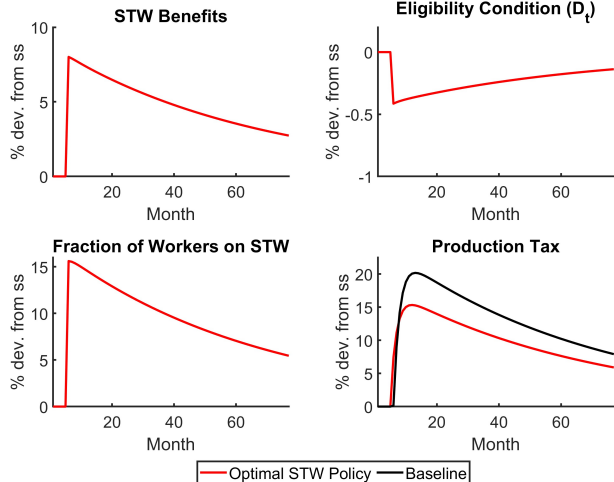 STW Benefits
% dev. from ss
10
5
0
20
40
60
Month
Eligibility Condition (D_t)
% dev. from ss
0
-0.5
-1
20
40
60
Month
Fraction of Workers on STW
% dev. from ss
15
10
5
0
20
40
60
Month
Production Tax
% dev. from ss
20
15
10
5
0
20
40
60
Month
Optimal STW Policy Baseline